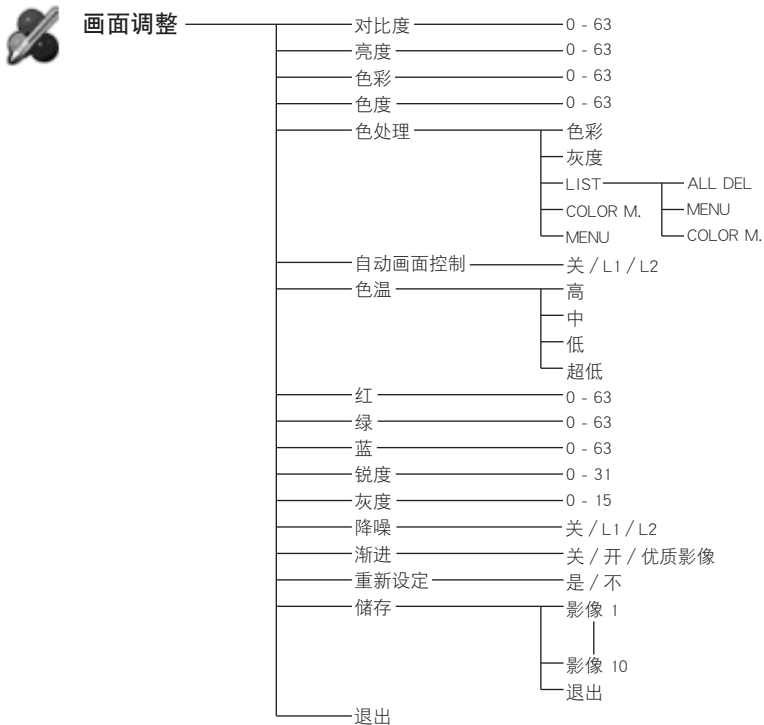 画面调整
对比度 0 - 63
亮度 0 - 63
色彩 0 - 63
色度 0 - 63
色处理 色彩
灰度
LIST ALL DEL
COLOR M. MENU
MENU COLOR M.
自动画面控制 关 / L1 / L2
色温 高
中
低
超低
红 0 - 63
绿 0 - 63
蓝 0 - 63
锐度 0 - 31
灰度 0 - 15
降噪 关 / L1 / L2
渐进 关 / 开 / 优质影像
重新设定 是 / 不
储存 影像 1
影像 10
退出
退出